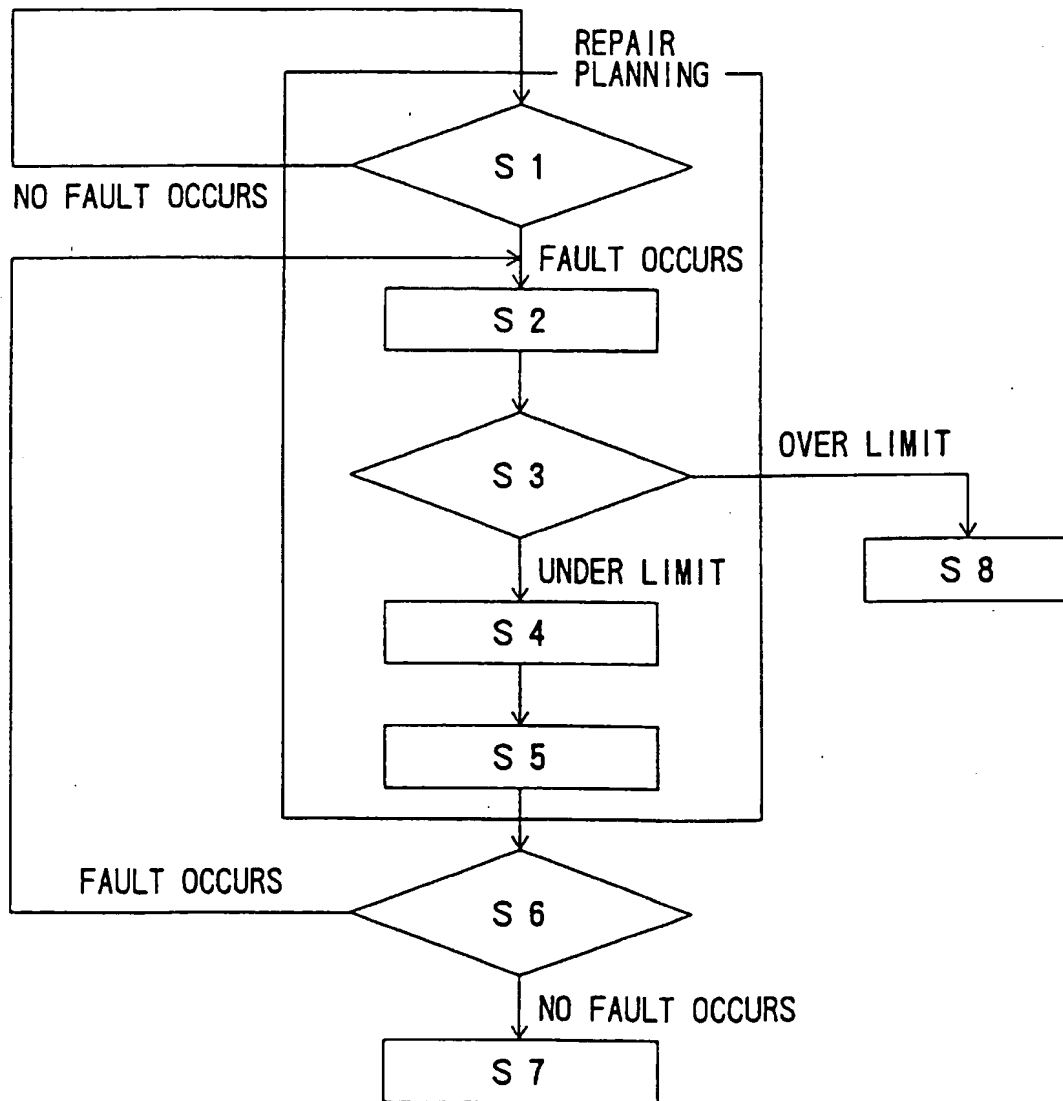 REPAIR
PLANNING
S 1
NO FAULT OCCURS
FAULT OCCURS
S 2
S 3
OVER LIMIT
S 8
UNDER LIMIT
S 4
S 5
FAULT OCCURS
S 6
NO FAULT OCCURS
S 7